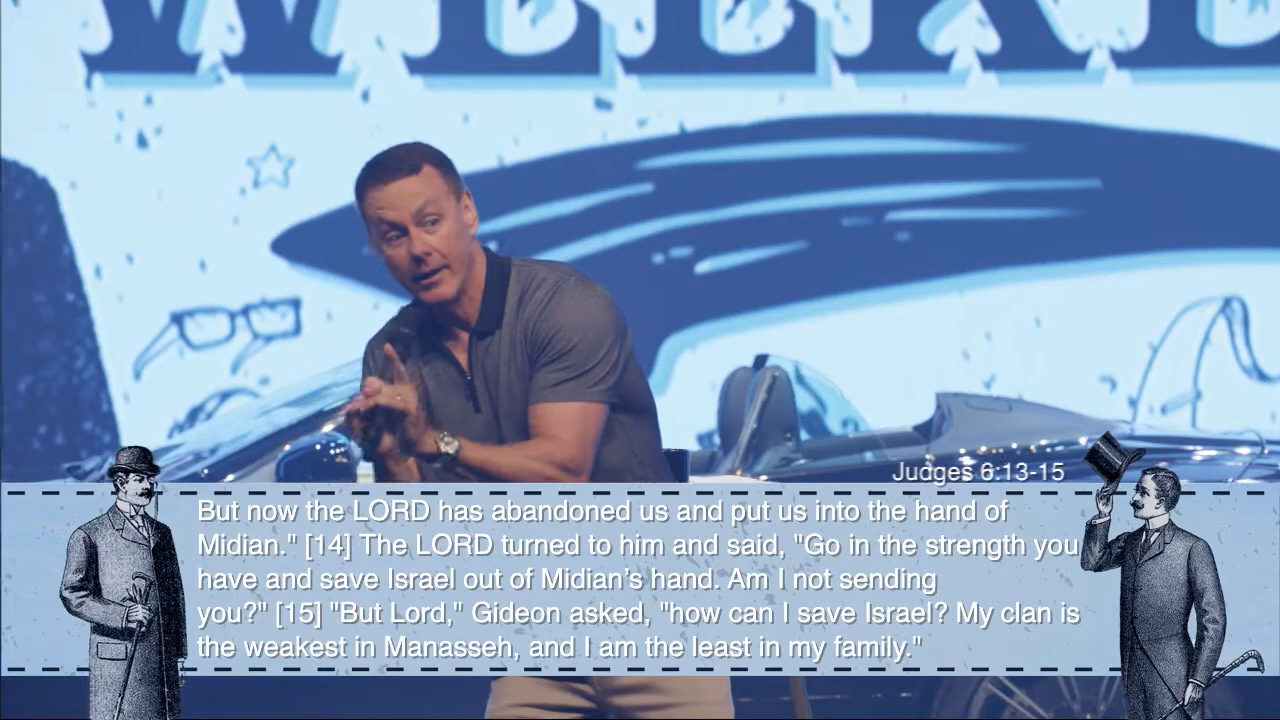 Judges 6:13-15
But now the LORD has abandoned us and put us into the hand of
Midian." [14] The LORD turned to him and said, "Go in the strength you
have and save Israel out of Midian’s hand. Am I not sending
you?" [15] "But Lord," Gideon asked, "how can I save Israel? My clan is
the weakest in Manasseh, and I am the least in my family."